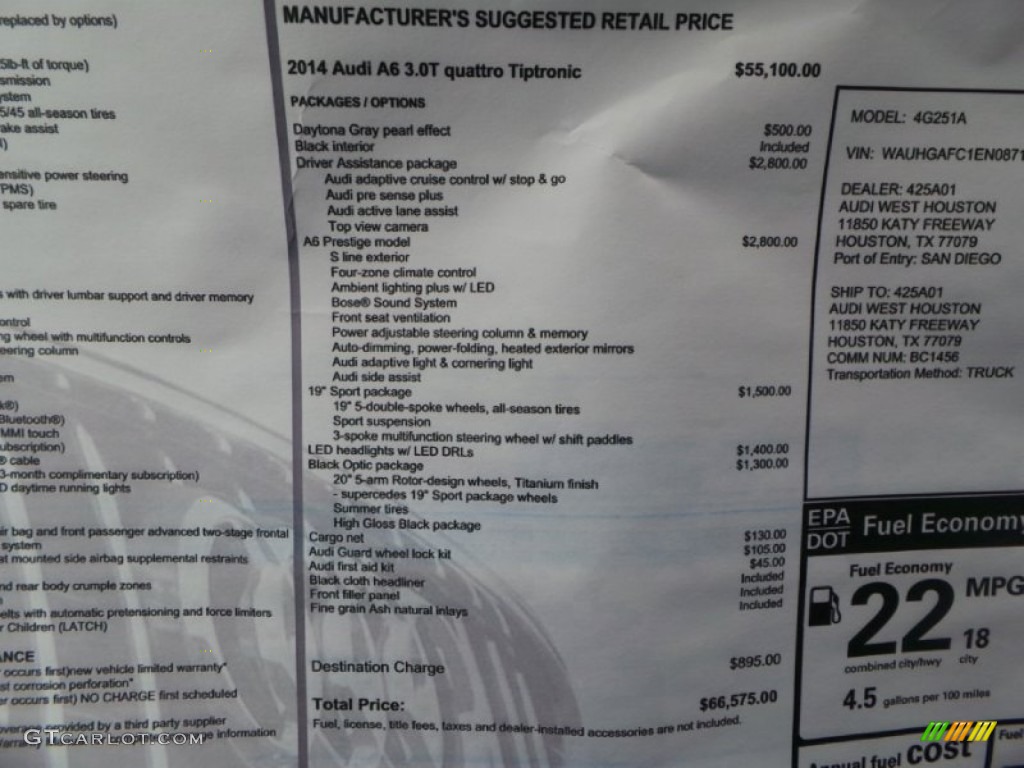 replaced by options)
5lb-ft of torque)
smission
ystem
5/45 all-season tires
ake assist
ensitive power steering
PMS)
spare tire
s with driver lumbar support and driver memory
ontrol
ng wheel with multifunction controls
eering column
em
k®)
Bluetooth®)
MMI touch
ubscription)
® cable
3-month complimentary subscription)
D daytime running lights
ir bag and front passenger advanced two-stage frontal
system
at mounted side airbag supplemental restraints
nd rear body crumple zones
elts with automatic pretensioning and force limiters
r Children (LATCH)
ANCE
r occurs first)new vehicle limited warranty*
st corrosion perforation*
er occurs first) NO CHARGE first scheduled
overage provided by a third party supplier
information
MANUFACTURER'S SUGGESTED RETAIL PRICE
2014 Audi A6 3.0T quattro Tiptronic $55,100.00
PACKAGES / OPTIONS
Daytona Gray pearl effect $500.00
Black interior Included
Driver Assistance package $2,800.00
Audi adaptive cruise control w/ stop & go
Audi pre sense plus
Audi active lane assist
Top view camera
A6 Prestige model $2,800.00
S line exterior
Four-zone climate control
Ambient lighting plus w/ LED
Bose® Sound System
Front seat ventilation
Power adjustable steering column & memory
Auto-dimming, power-folding, heated exterior mirrors
Audi adaptive light & cornering light
Audi side assist
19" Sport package $1,500.00
19" 5-double-spoke wheels, all-season tires
Sport suspension
3-spoke multifunction steering wheel w/ shift paddles
LED headlights w/ LED DRLs $1,400.00
Black Optic package $1,300.00
20" 5-arm Rotor-design wheels, Titanium finish
- supercedes 19" Sport package wheels
Summer tires
High Gloss Black package
Cargo net $130.00
Audi Guard wheel lock kit $105.00
Audi first aid kit $45.00
Black cloth headliner Included
Front filler panel Included
Fine grain Ash natural inlays Included
Destination Charge $895.00
Total Price: $66,575.00
Fuel, license, title fees, taxes and dealer-installed accessories are not included.
MODEL: 4G251A
VIN: WAUHGAFC1EN0871
DEALER: 425A01
AUDI WEST HOUSTON
11850 KATY FREEWAY
HOUSTON, TX 77079
Port of Entry: SAN DIEGO
SHIP TO: 425A01
AUDI WEST HOUSTON
11850 KATY FREEWAY
HOUSTON, TX 77079
COMM NUM: BC1456
Transportation Method: TRUCK
EPA
DOT Fuel Economy
Fuel Economy
22 MPG
18
combined city/hwy city
4.5 gallons per 100 miles
Annual fuel COST
Fuel
GTcarlot.com